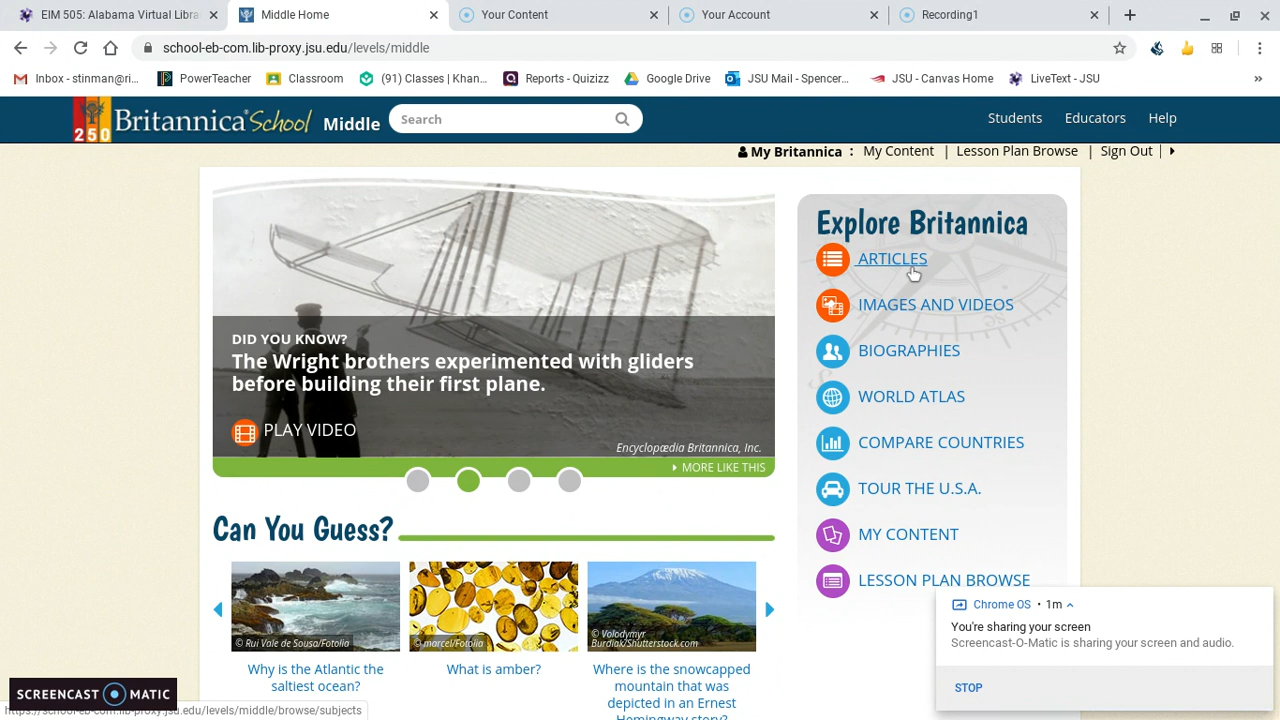 EIM 505: Alabama Virtual Libra
Middle Home
Your Content
Your Account
Recording1
school-eb-com.lib-proxy.jsu.edu/levels/middle
Inbox - stinman@ri...
PowerTeacher
Classroom
(91) Classes | Khan...
Reports - Quizizz
Google Drive
JSU Mail - Spencer...
JSU - Canvas Home
LiveText - JSU
»
250
Britannica® School Middle
Search
Students
Educators
Help
My Britannica : My Content | Lesson Plan Browse | Sign Out |
DID YOU KNOW?
The Wright brothers experimented with gliders
before building their first plane.
PLAY VIDEO
Encyclopædia Britannica, Inc.
MORE LIKE THIS
Explore Britannica
ARTICLES
IMAGES AND VIDEOS
BIOGRAPHIES
WORLD ATLAS
COMPARE COUNTRIES
TOUR THE U.S.A.
MY CONTENT
LESSON PLAN BROWSE
Can You Guess?
© Rui Vale de Sousa/Fotolia
© marcel/Fotolia
© Volodymyr
Burdiak/Shutterstock.com
Why is the Atlantic the
saltiest ocean?
What is amber?
Where is the snowcapped
mountain that was
depicted in an Ernest
Hemingway story?
Chrome OS • 1m
You're sharing your screen
Screencast-O-Matic is sharing your screen and audio.
STOP
SCREENCAST MATIC
https://school-eb-com.lib-proxy.jsu.edu/levels/middle/browse/subjects